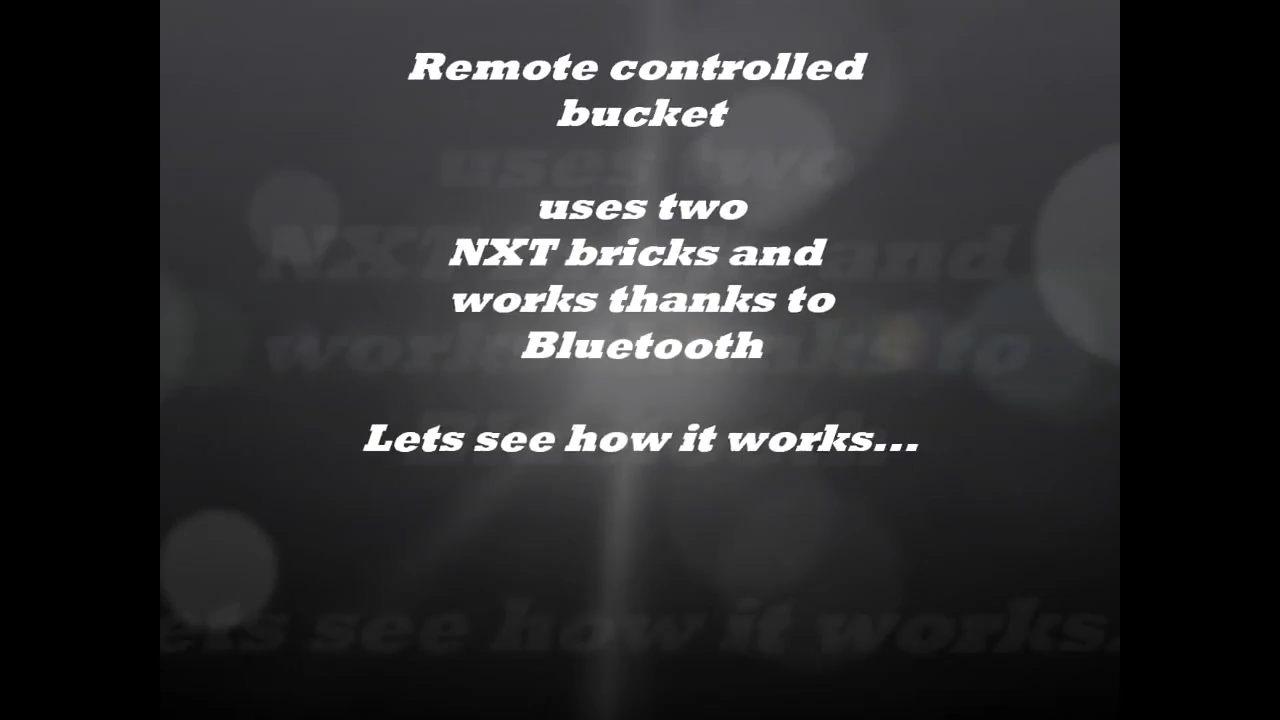 Remote controlled
bucket
uses two
NXT bricks and
works thanks to
Bluetooth
Lets see how it works...